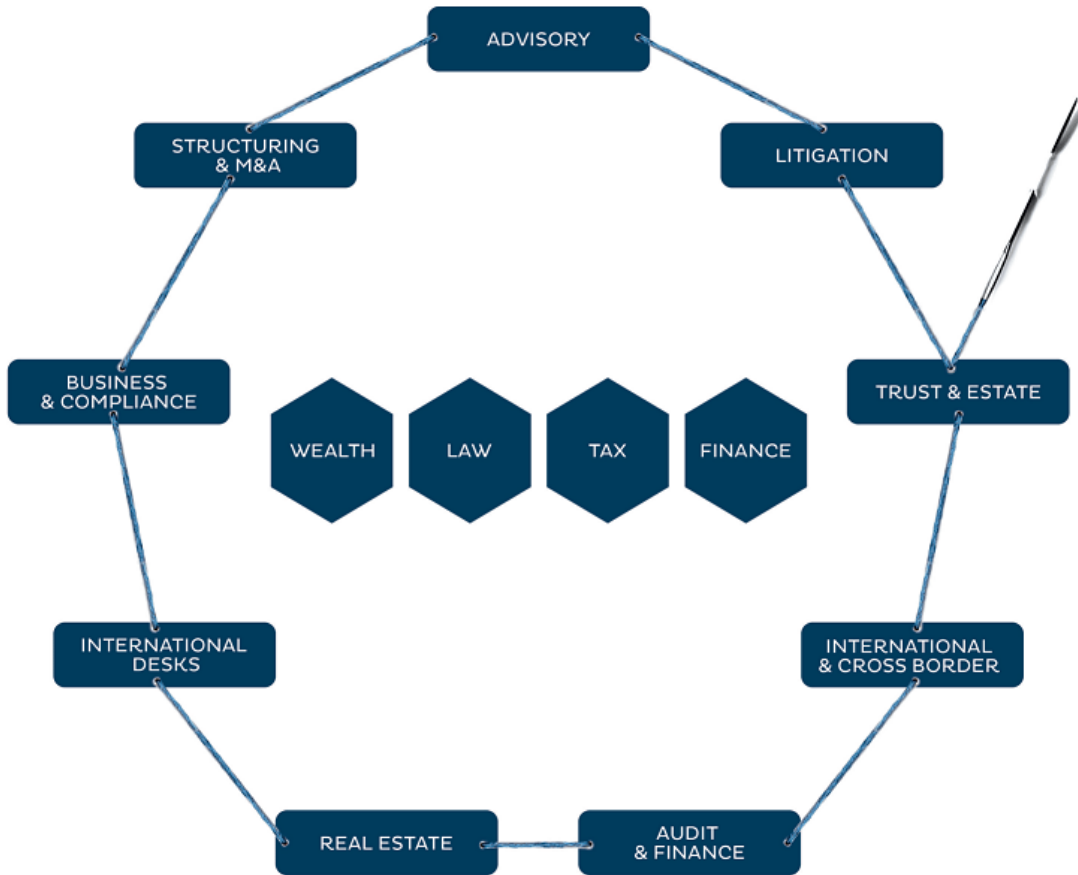 ADVISORY
STRUCTURING
& M&A
LITIGATION
BUSINESS
& COMPLIANCE
TRUST & ESTATE
WEALTH
LAW
TAX
FINANCE
INTERNATIONAL
DESKS
INTERNATIONAL
& CROSS BORDER
REAL ESTATE
AUDIT
& FINANCE